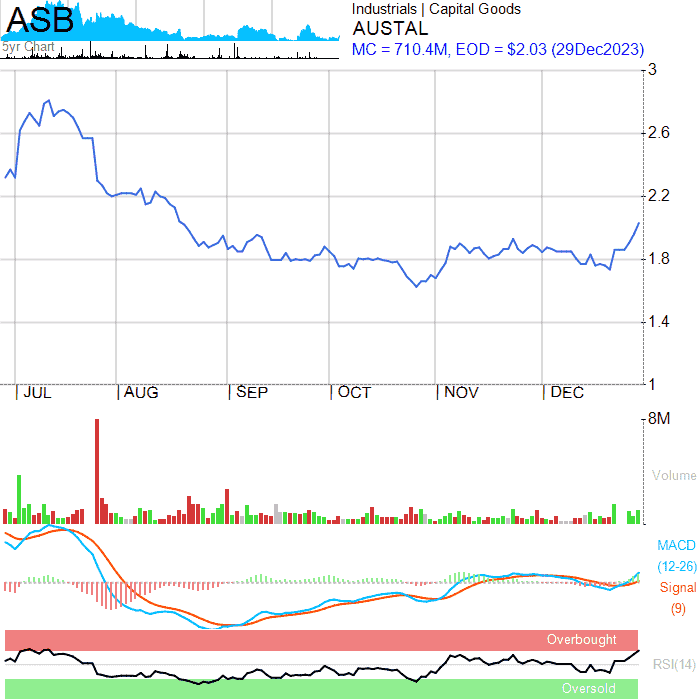 ASB
5yr Chart
Industrials | Capital Goods
AUSTAL
MC = 710.4M, EOD = $2.03 (29Dec2023)
3
2.6
2.2
1.8
1.4
1
JUL AUG SEP OCT NOV DEC
8M
Volume
MACD
(12-26)
Signal
(9)
Overbought
RSI(14)
Oversold